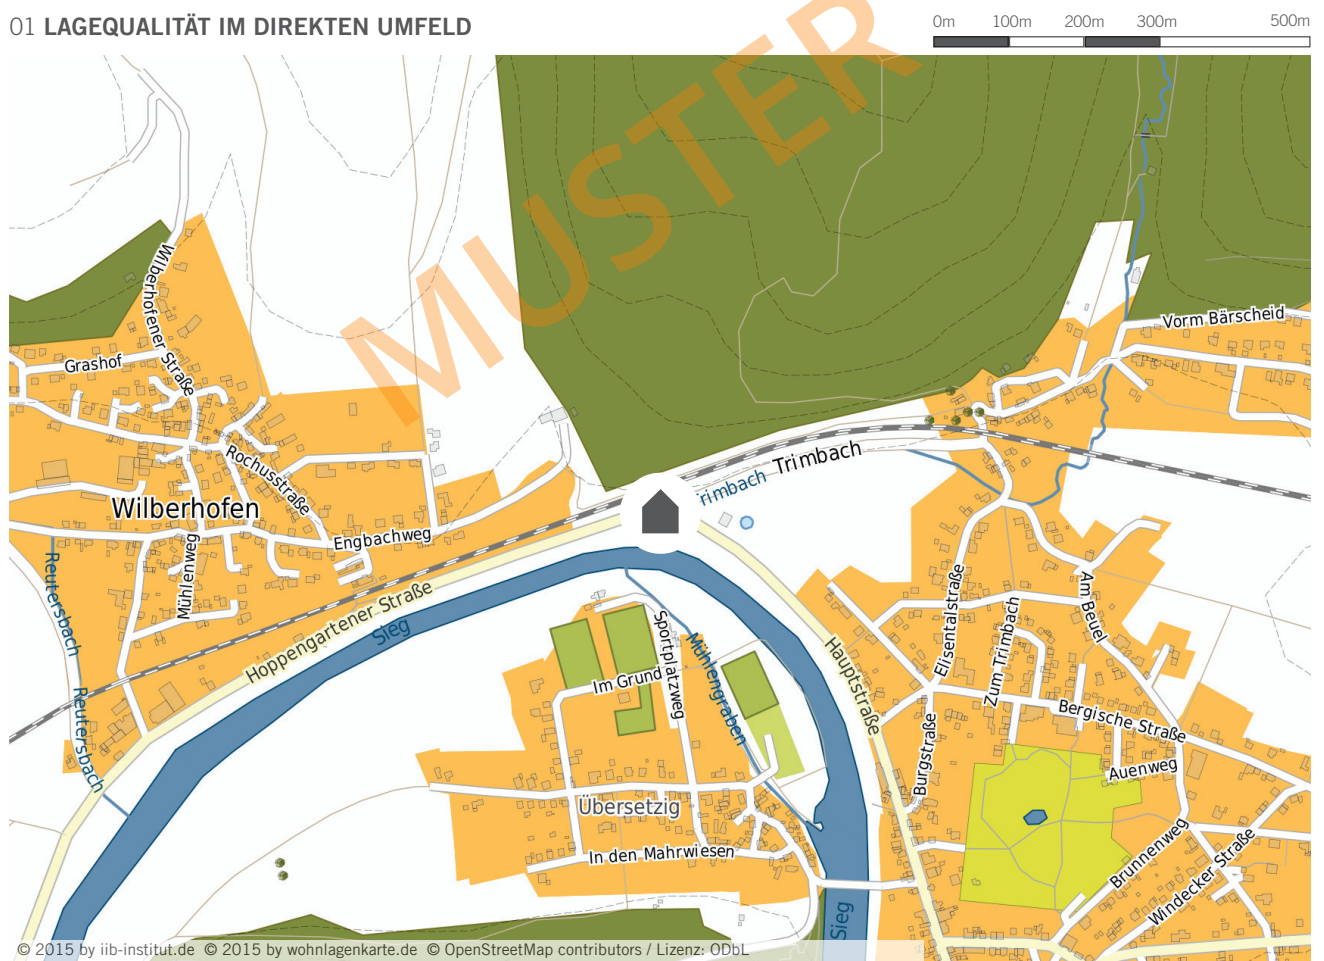 01 LAGEQUALITÄT IM DIREKTEN UMFELD
0m 100m 200m 300m 500m
MUSTER
Wilberhofener Straße
Vorm Bärscheid
Grashof
Rochusstraße
Trimbach
rimbach
Wilberhofen
Engbachweg
Mühlenweg
Reutersbach
Hoppengartener Straße
Sieg
Sportplatzweg
Im Grund
Mühlengraben
Hauptstraße
Elisentalstraße
Zum Trimbach
Am Beuel
Reutersbach
Bergische Straße
Burgstraße
Auenweg
Übersetzig
In den Mahrwiesen
Brunnenweg
Windecker Straße
Sieg
© 2015 by iib-institut.de © 2015 by wohnlagenkarte.de © OpenStreetMap contributors / Lizenz: ODbL